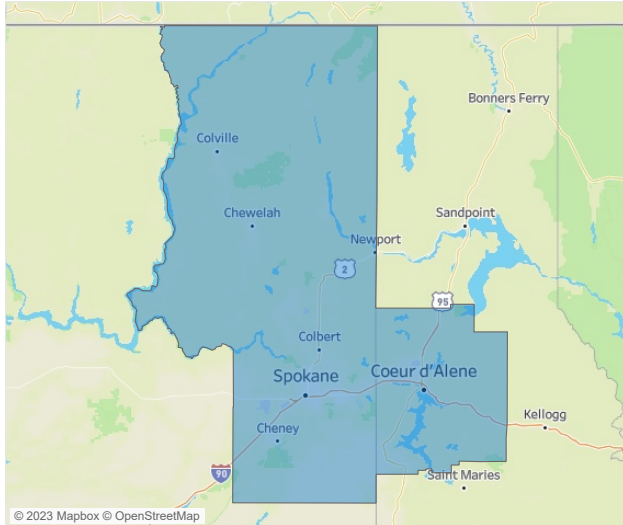 Bonners Ferry
Colville
Chewelah
Sandpoint
Newport
2
95
Colbert
Spokane
Coeur d'Alene
Kellogg
Cheney
90
Saint Maries
© 2023 Mapbox © OpenStreetMap